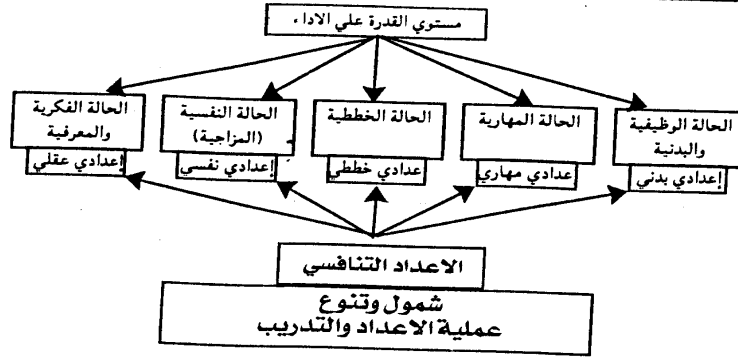 مستوي القدرة علي الاداء
الحالة الوظيفية
والبدنية
إعدادي بدني
الحالة المهارية
عدادي مهاري
الحالة الخططية
عدادي خططي
الحالة النفسية
(المزاجية)
إعدادي نفسي
الحالة الفكرية
والمعرفية
إعدادي عقلي
الاعداد التنافسي
شمول وتنوع
عملية الاعداد والتدريب